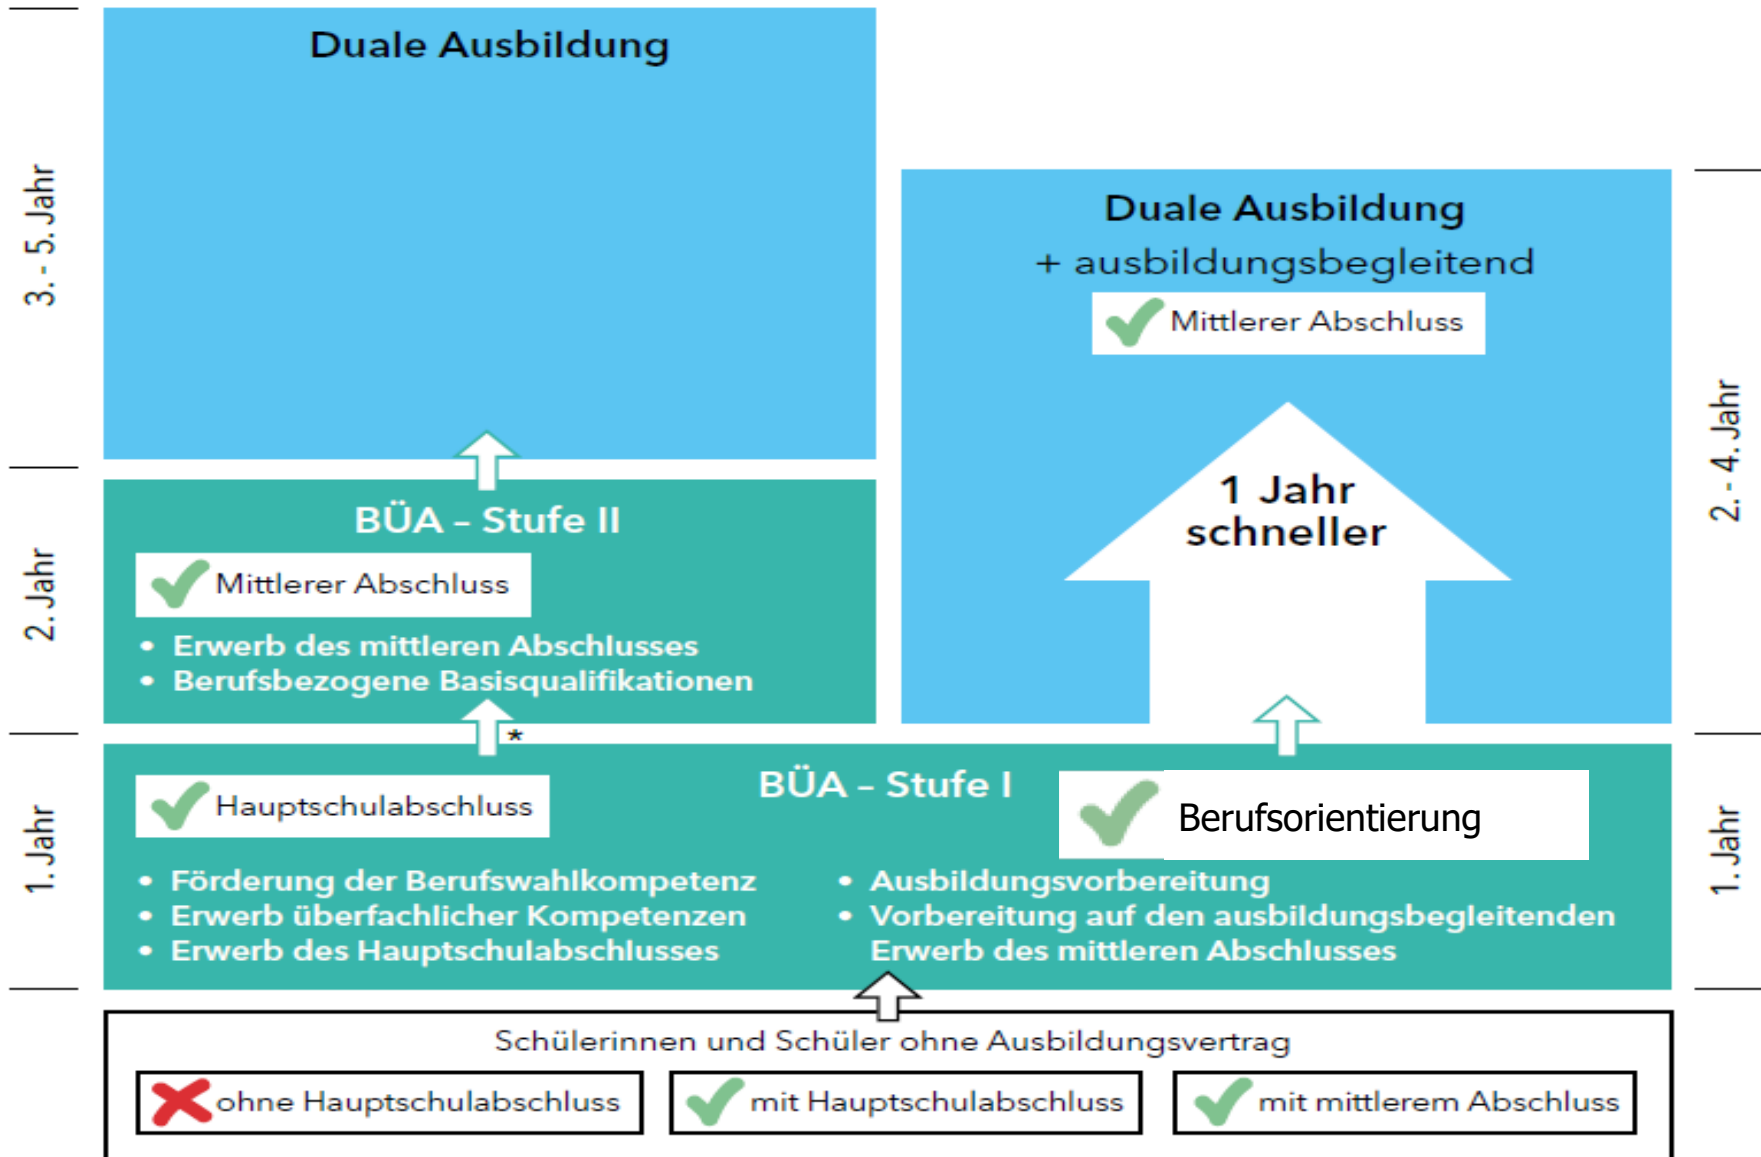 Duale Ausbildung
3. - 5. Jahr
Duale Ausbildung
+ ausbildungsbegleitend
Mittlerer Abschluss
1 Jahr
schneller
2. - 4. Jahr
BÜA – Stufe II
Mittlerer Abschluss
• Erwerb des mittleren Abschlusses
• Berufsbezogene Basisqualifikationen
2. Jahr
*
BÜA – Stufe I
Hauptschulabschluss
Berufsorientierung
1. Jahr
• Förderung der Berufswahlkompetenz
• Erwerb überfachlicher Kompetenzen
• Erwerb des Hauptschulabschlusses
• Ausbildungsvorbereitung
• Vorbereitung auf den ausbildungsbegleitenden
Erwerb des mittleren Abschlusses
1. Jahr
Schülerinnen und Schüler ohne Ausbildungsvertrag
ohne Hauptschulabschluss
mit Hauptschulabschluss
mit mittlerem Abschluss